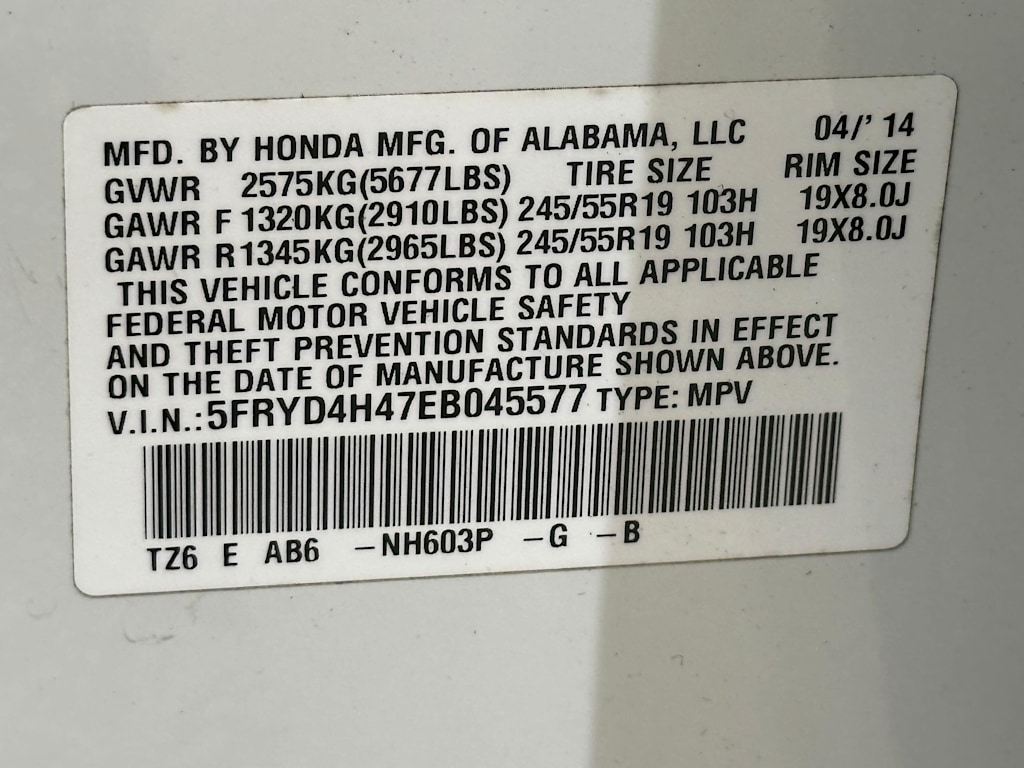 MFD. BY HONDA MFG. OF ALABAMA, LLC 04/' 14
GVWR 2575KG(5677LBS) TIRE SIZE RIM SIZE
GAWR F 1320KG(2910LBS) 245/55R19 103H 19X8.0J
GAWR R 1345KG(2965LBS) 245/55R19 103H 19X8.0J
THIS VEHICLE CONFORMS TO ALL APPLICABLE
FEDERAL MOTOR VEHICLE SAFETY
AND THEFT PREVENTION STANDARDS IN EFFECT
ON THE DATE OF MANUFACTURE SHOWN ABOVE.
V.I.N.: 5FRYD4H47EB045577 TYPE: MPV
TZ6 E AB6 -NH603P -G -B